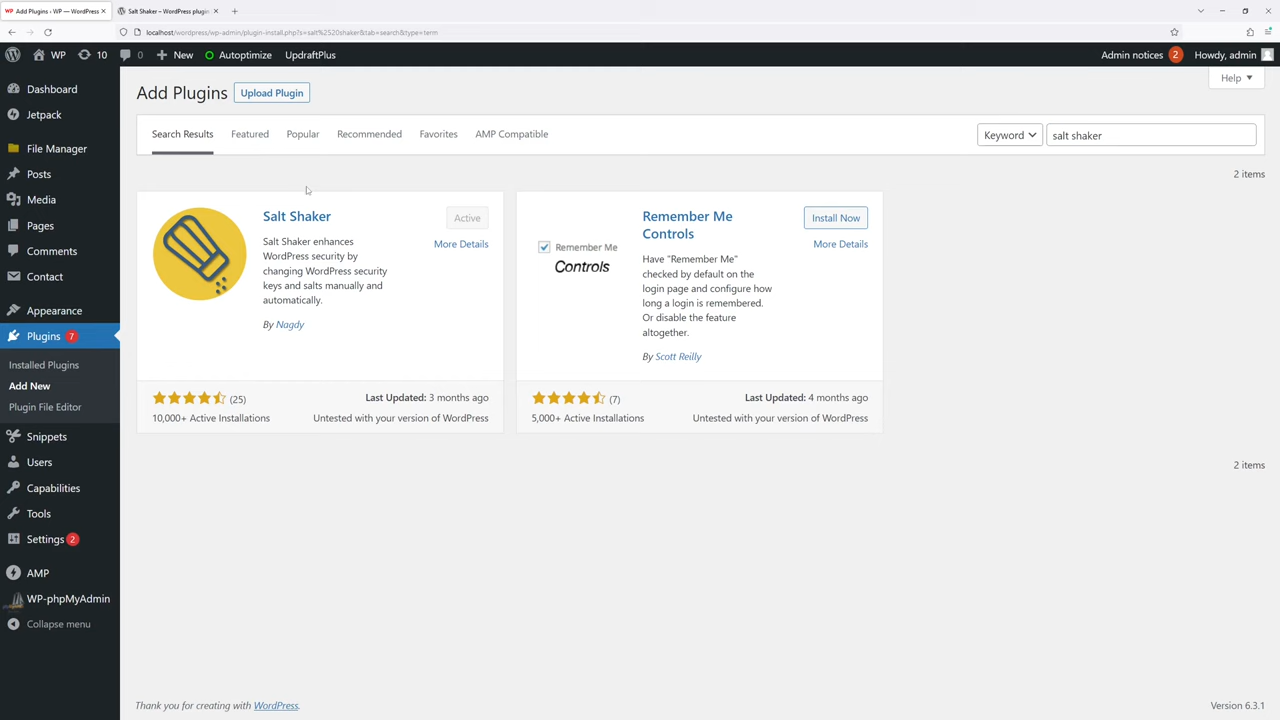 Add Plugins ‹ WP — WordPress
Salt Shaker – WordPress plugin
localhost/wordpress/wp-admin/plugin-install.php?s=salt%2520shaker&tab=search&type=term
WP
10
0
New
Autoptimize
UpdraftPlus
Admin notices 2
Howdy, admin
Dashboard
Jetpack
File Manager
Posts
Media
Pages
Comments
Contact
Appearance
Plugins 7
Installed Plugins
Add New
Plugin File Editor
Snippets
Users
Capabilities
Tools
Settings 2
AMP
WP-phpMyAdmin
Collapse menu
Help
Add Plugins
Upload Plugin
Search Results
Featured
Popular
Recommended
Favorites
AMP Compatible
Keyword
salt shaker
2 items
Salt Shaker
Active
More Details
Salt Shaker enhances
WordPress security by
changing WordPress security
keys and salts manually and
automatically.
By Nagdy
(25)
Last Updated: 3 months ago
10,000+ Active Installations
Untested with your version of WordPress
Remember Me
Controls
Remember Me
Controls
Install Now
More Details
Have "Remember Me"
checked by default on the
login page and configure how
long a login is remembered.
Or disable the feature
altogether.
By Scott Reilly
(7)
Last Updated: 4 months ago
5,000+ Active Installations
Untested with your version of WordPress
2 items
Thank you for creating with WordPress.
Version 6.3.1